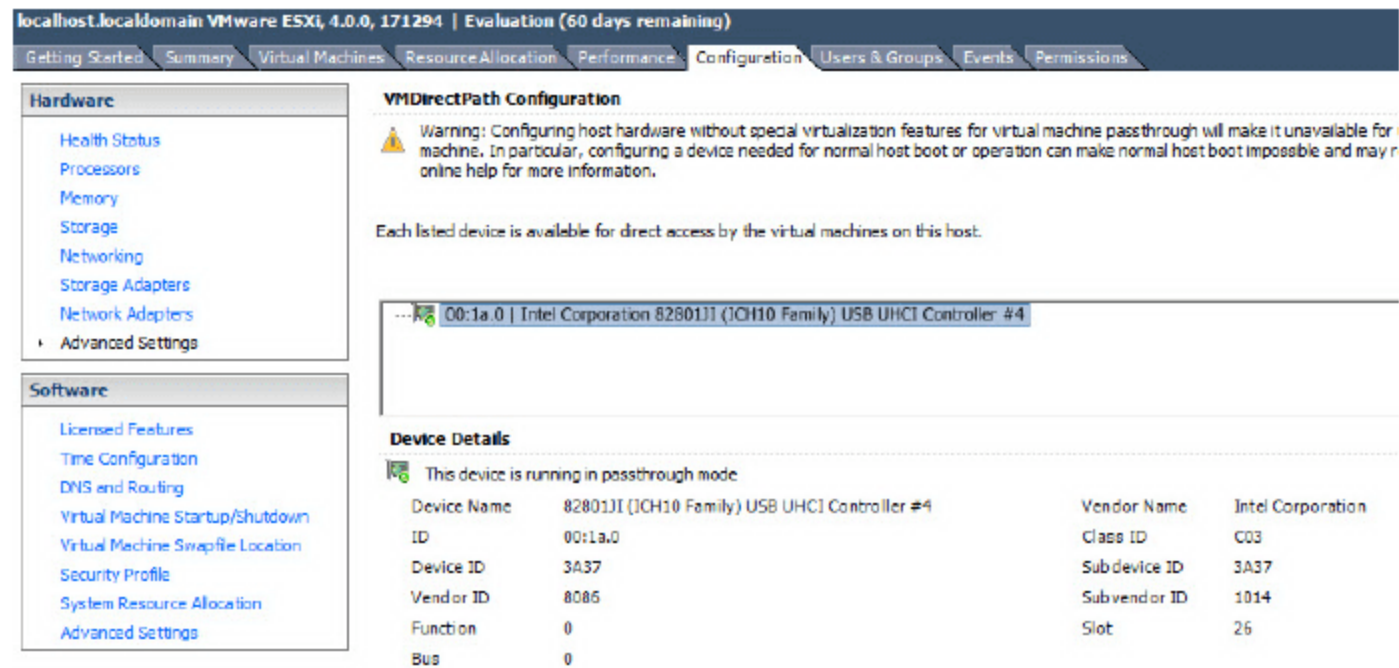 localhost.localdomain VMware ESXi, 4.0.0, 171294 | Evaluation (60 days remaining)
Getting Started Summary Virtual Machines Resource Allocation Performance Configuration Users & Groups Events Permissions
Hardware
Health Status
Processors
Memory
Storage
Networking
Storage Adapters
Network Adapters
Advanced Settings
Software
Licensed Features
Time Configuration
DNS and Routing
Virtual Machine Startup/Shutdown
Virtual Machine Swapfile Location
Security Profile
System Resource Allocation
Advanced Settings
VMDirectPath Configuration
Warning: Configuring host hardware without special virtualization features for virtual machine passthrough will make it unavailable for
machine. In particular, configuring a device needed for normal host boot or operation can make normal host boot impossible and may r
online help for more information.
Each listed device is available for direct access by the virtual machines on this host.
00:1a.0 | Intel Corporation 82801JI (ICH10 Family) USB UHCI Controller #4
Device Details
This device is running in passthrough mode
Device Name 82801JI (ICH10 Family) USB UHCI Controller #4 Vendor Name Intel Corporation
ID 00:1a.0 Class ID C03
Device ID 3A37 Subdevice ID 3A37
Vendor ID 8086 Subvendor ID 1014
Function 0 Slot 26
Bus 0